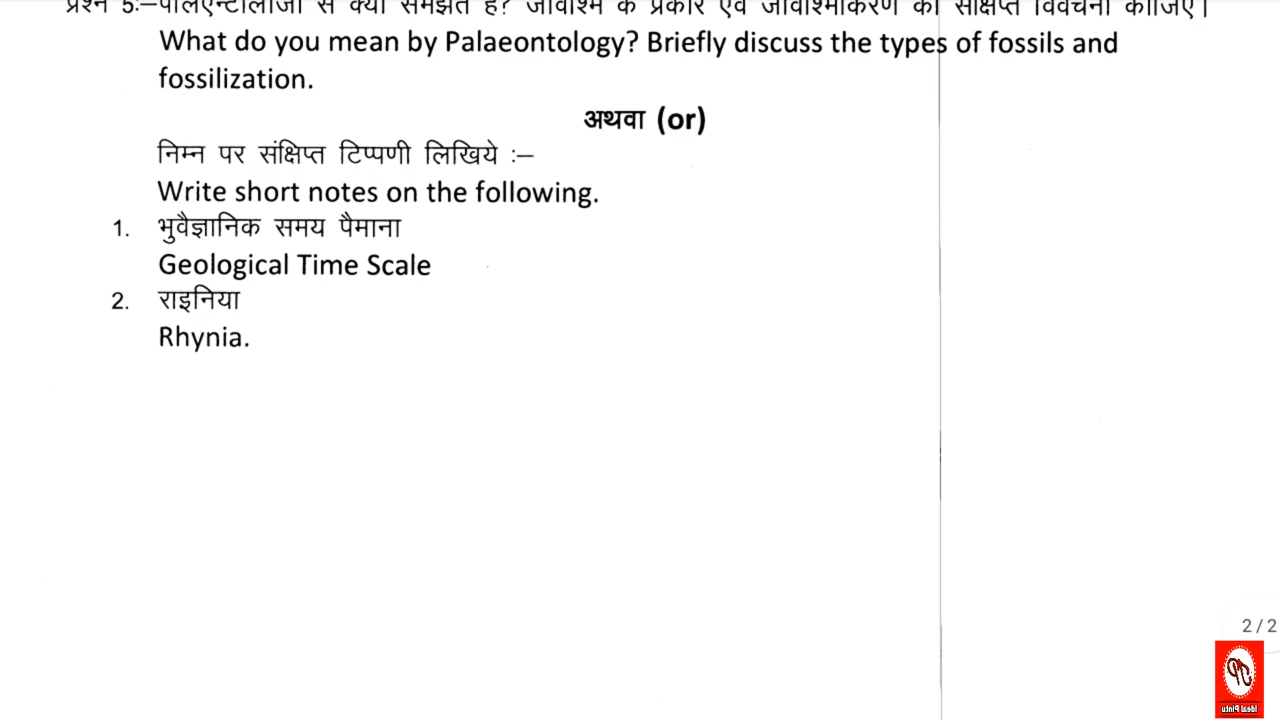 प्रश्न 5:–पेलिएन्टोलॉजी से क्या समझते है? जीवाश्म के प्रकार एवं जीवाश्मीकरण की संक्षिप्त विवेचना कीजिए।
What do you mean by Palaeontology? Briefly discuss the types of fossils and
fossilization.
अथवा (or)
निम्न पर संक्षिप्त टिप्पणी लिखिये :–
Write short notes on the following.
1. भुवैज्ञानिक समय पैमाना
Geological Time Scale
2. राइनिया
Rhynia.
2 / 2
Ideal Pintu